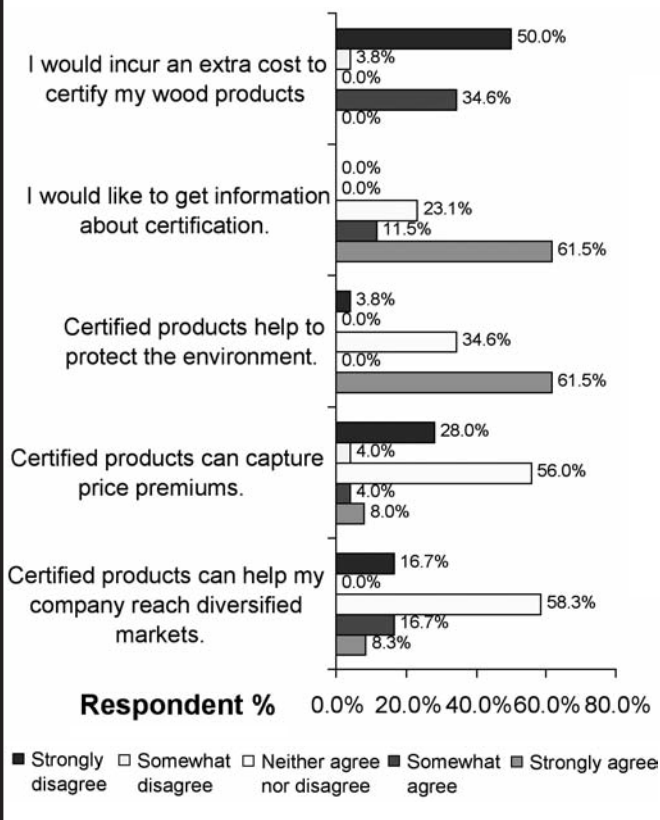 50.0%
I would incur an extra cost to
3.8%
0.0%
certify my wood products
34.6%
0.0%
0.0%
0.0%
I would like to get information
23.1%
about certification.
11.5%
61.5%
3.8%
0.0%
Certified products help to
34.6%
protect the environment.
0.0%
61.5%
28.0%
4.0%
Certified products can capture
56.0%
price premiums.
4.0%
8.0%
16.7%
Certified products can help my
0.0%
company reach diversified
58.3%
markets.
16.7%
8.3%
Respondent % 0.0% 20.0% 40.0% 60.0% 80.0%
Strongly disagree
Somewhat disagree
Neither agree nor disagree
Somewhat agree
Strongly agree